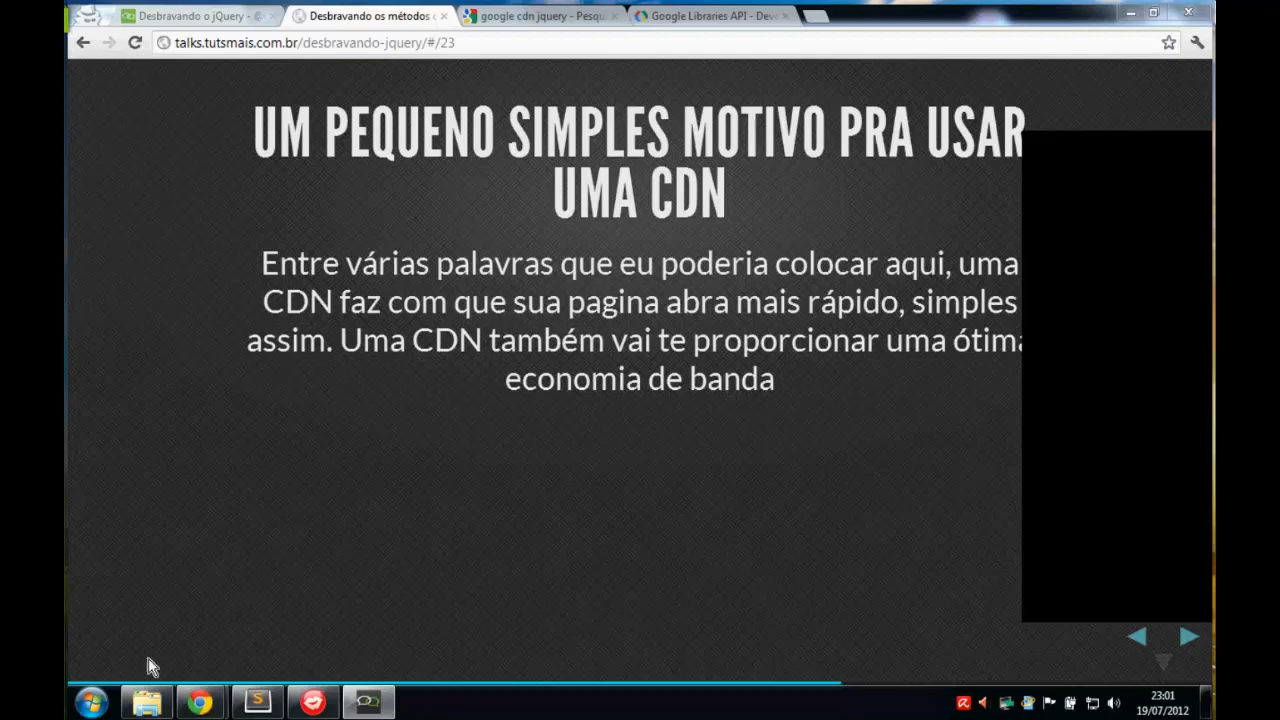 Desbravando o jQuery -
Desbravando os métodos
google cdn jquery - Pesqu
Google Libraries API - Dev
talks.tutsmais.com.br/desbravando-jquery/#/23
UM PEQUENO SIMPLES MOTIVO PRA USAR
UMA CDN
Entre várias palavras que eu poderia colocar aqui, uma
CDN faz com que sua pagina abra mais rápido, simples
assim. Uma CDN também vai te proporcionar uma ótima
economia de banda
23:01
19/07/2012